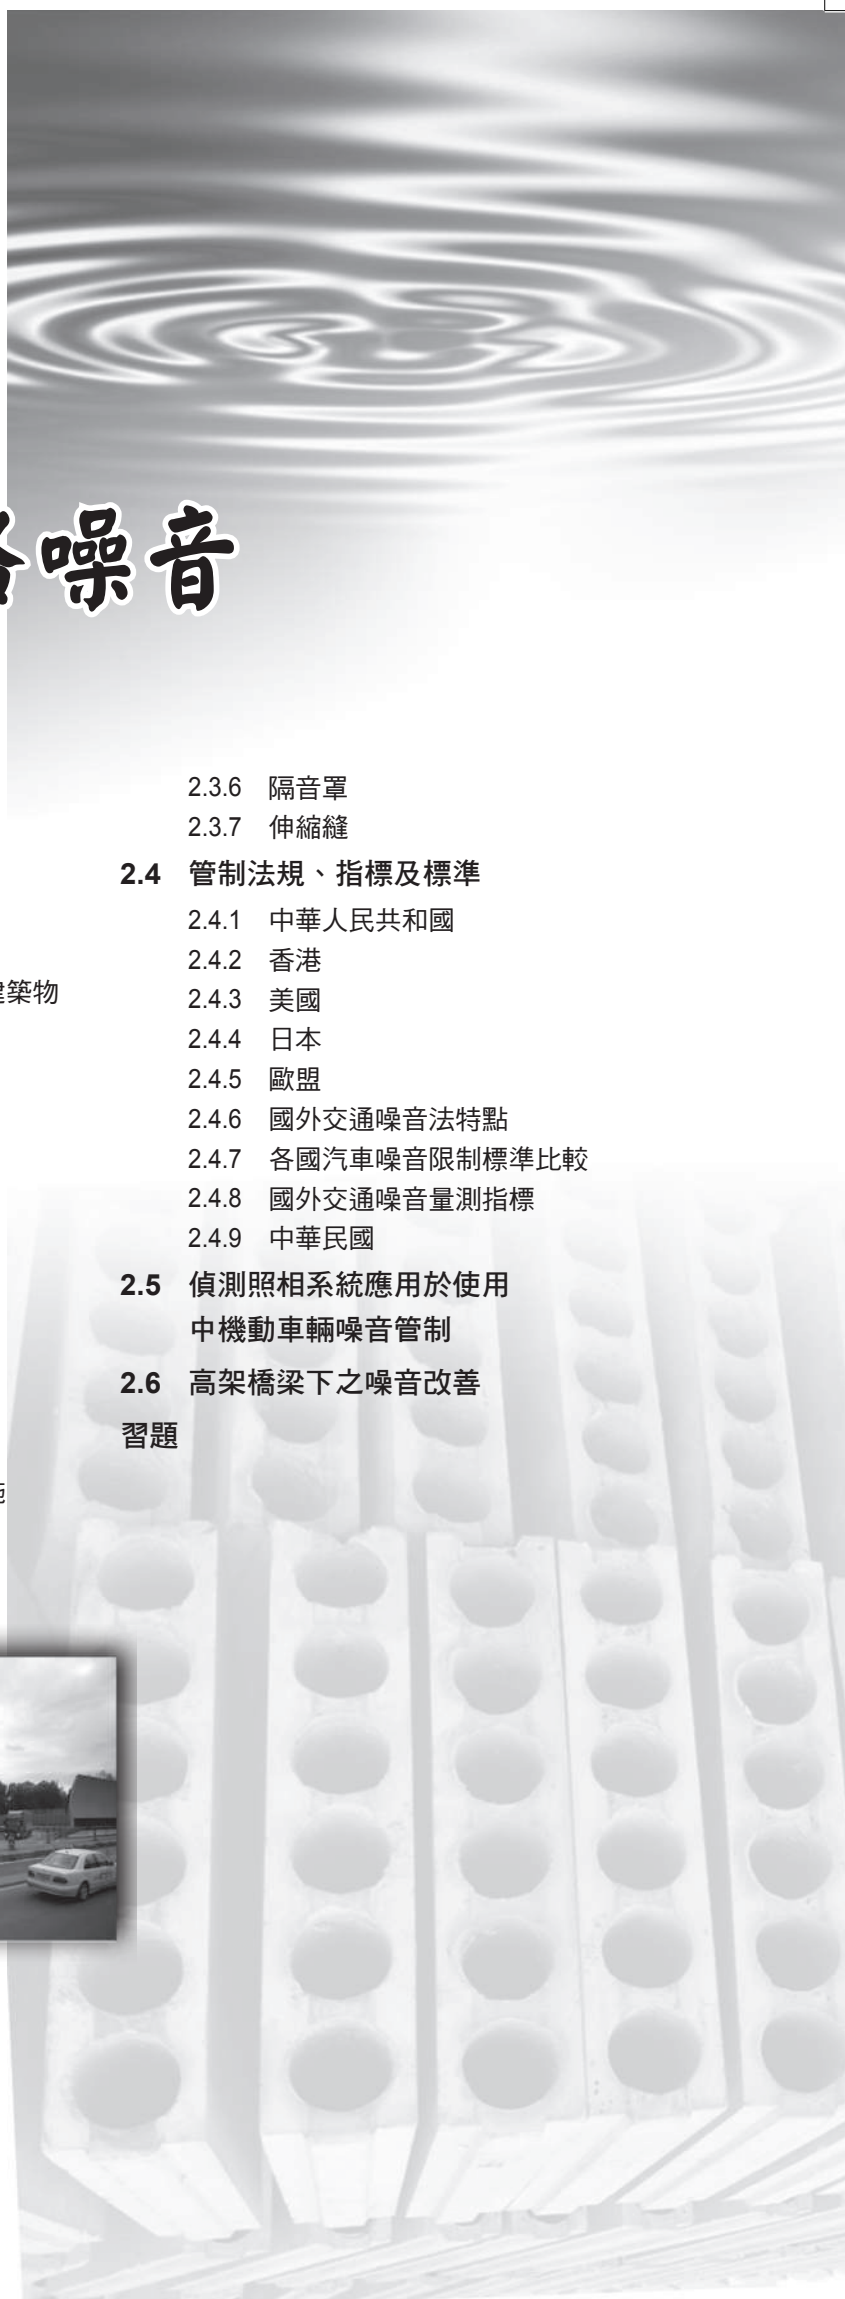 噪音
2.3.6 隔音罩
2.3.7 伸縮縫
2.4 管制法規、指標及標準
2.4.1 中華人民共和國
2.4.2 香港
築物
2.4.3 美國
2.4.4 日本
2.4.5 歐盟
2.4.6 國外交通噪音法特點
2.4.7 各國汽車噪音限制標準比較
2.4.8 國外交通噪音量測指標
2.4.9 中華民國
2.5 偵測照相系統應用於使用
中機動車輛噪音管制
2.6 高架橋梁下之噪音改善
習題